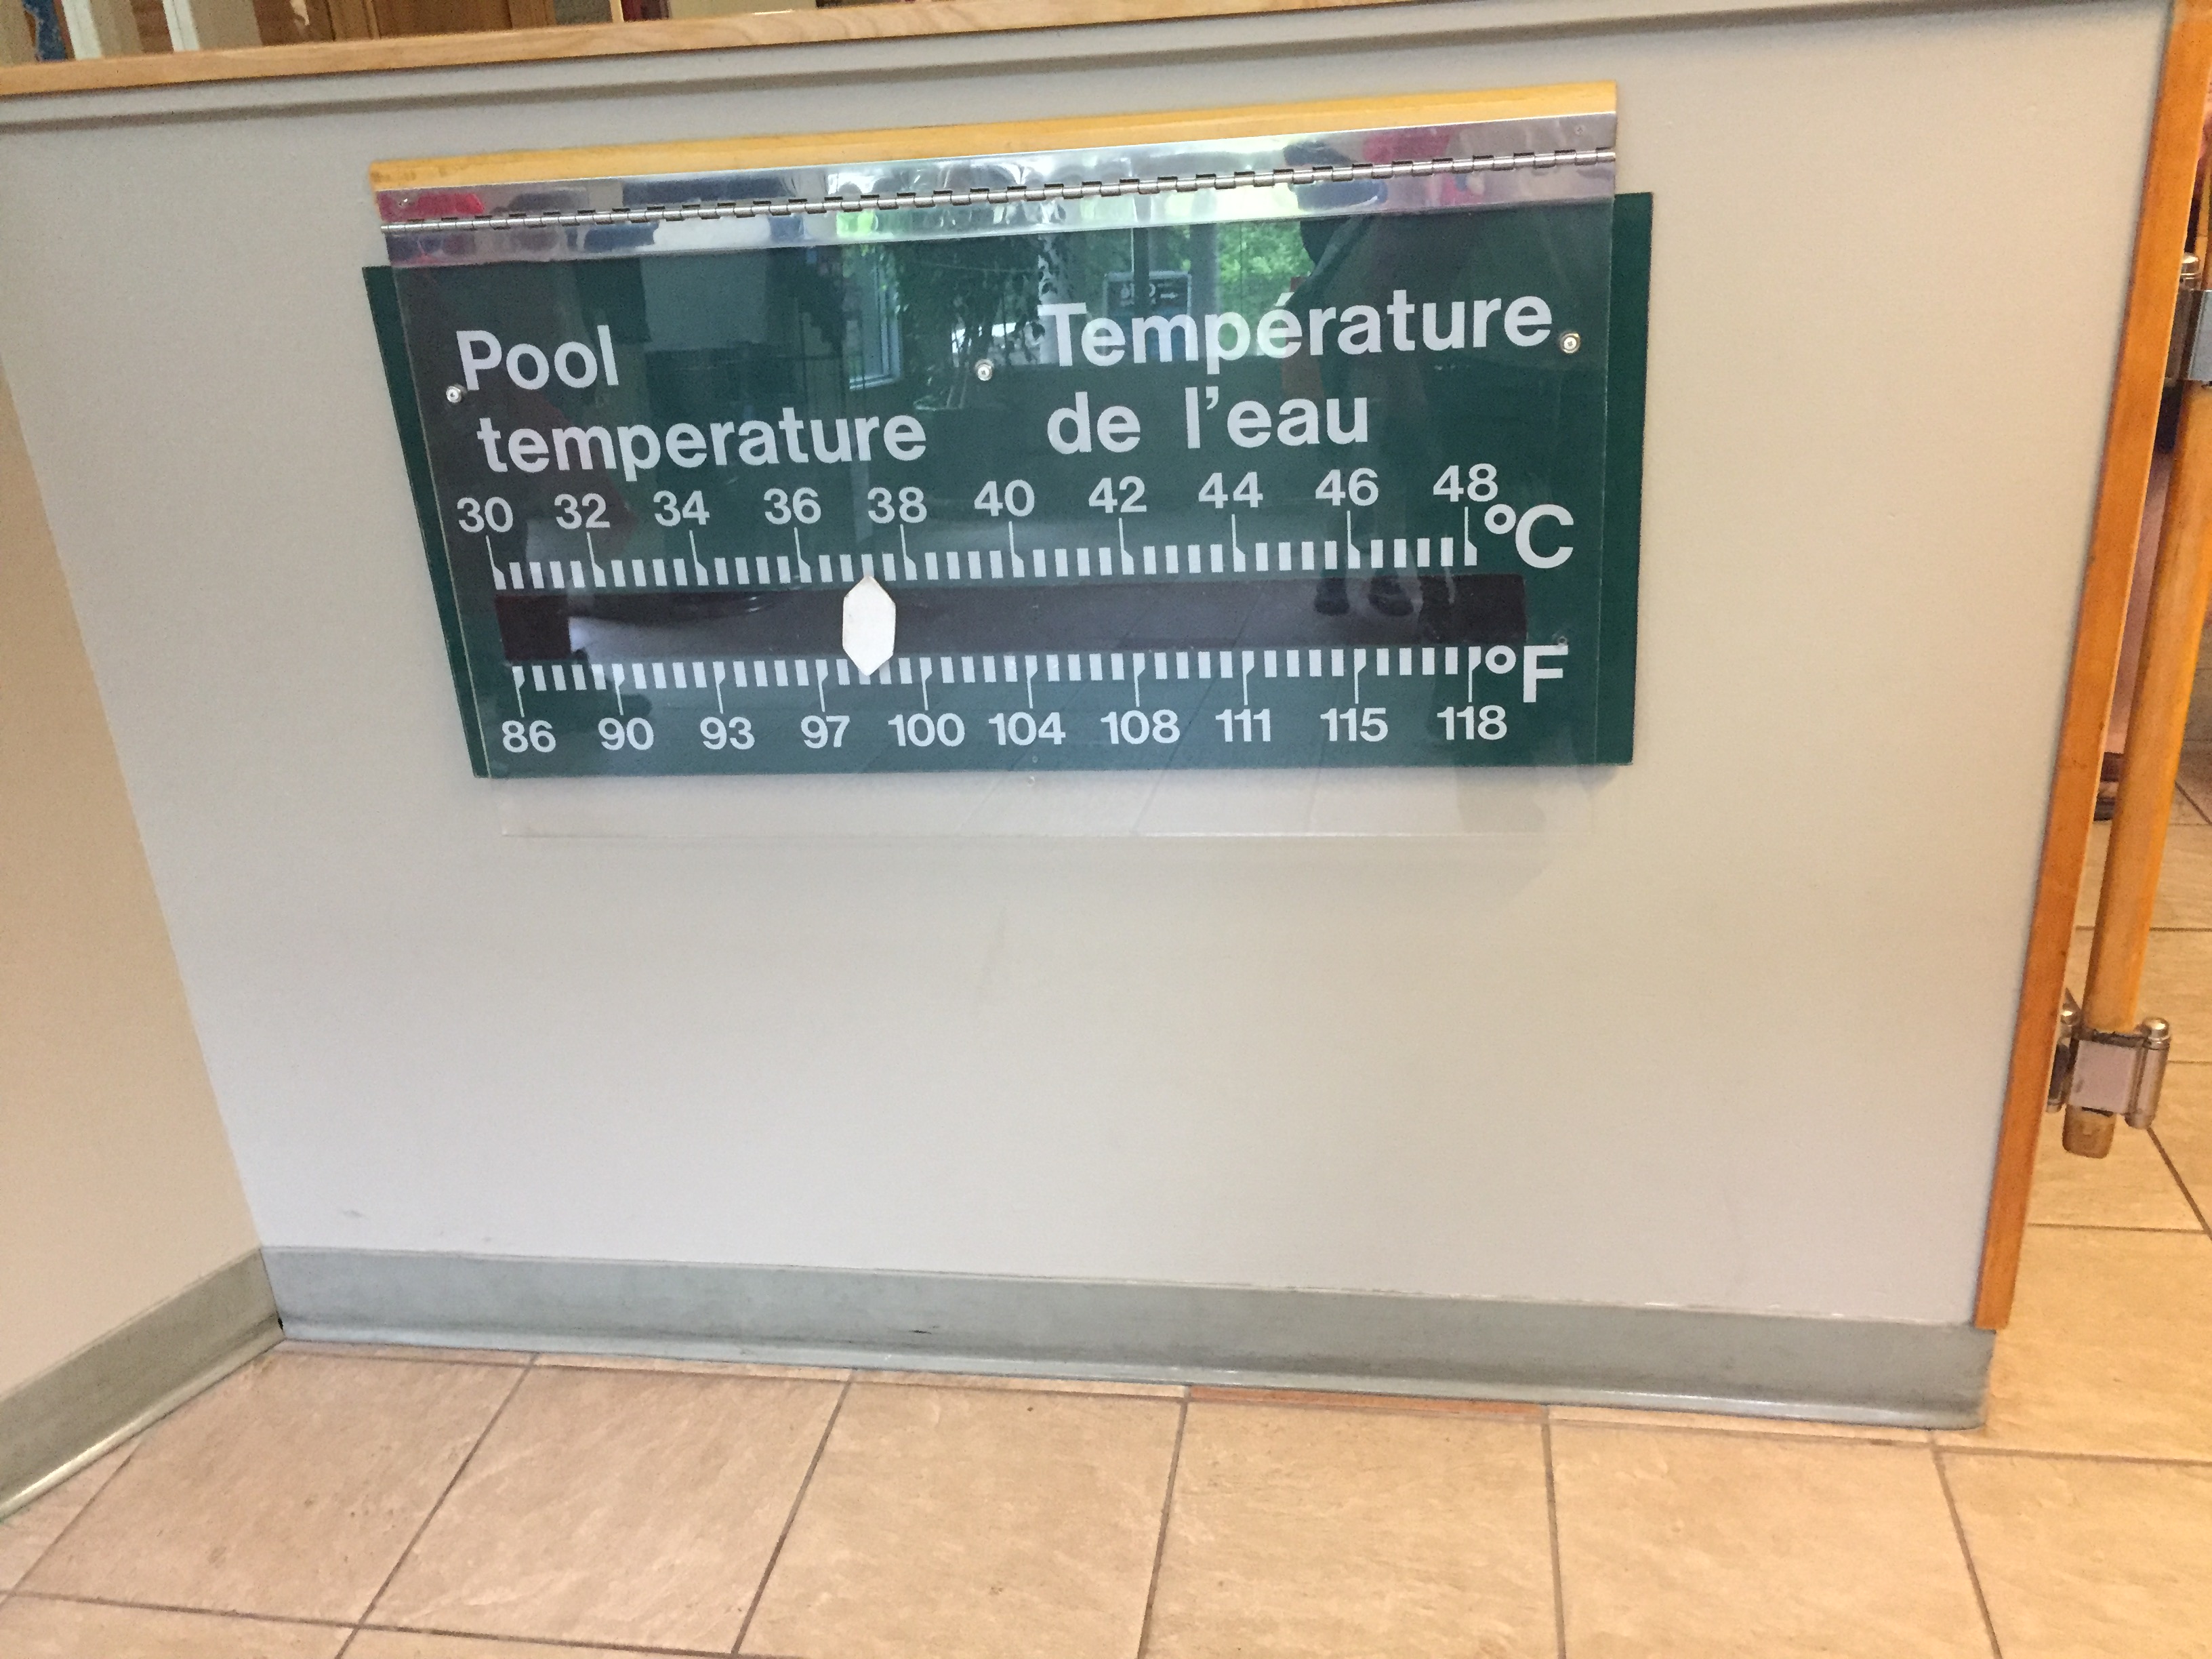 Pool
temperature
Température
de l'eau
30 32 34 36 38 40 42 44 46 48 °C
86 90 93 97 100 104 108 111 115 118 °F